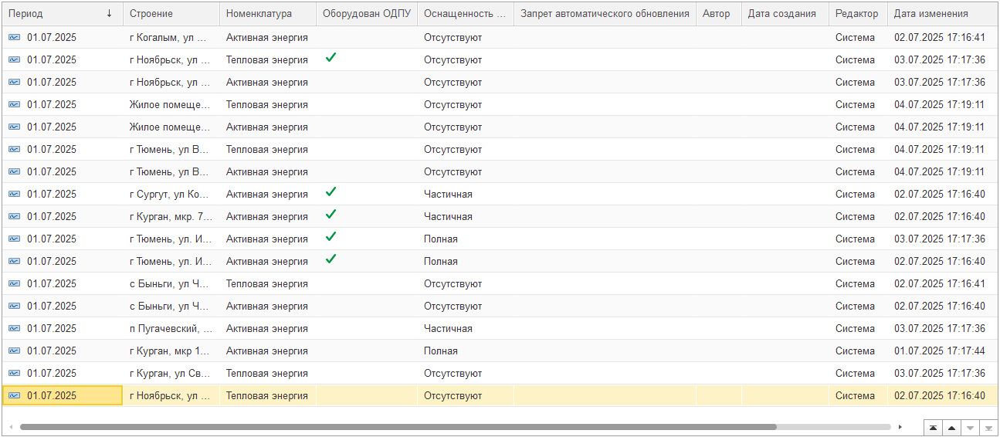 Период Строение Номенклатура Оборудован ОДПУ Оснащенность ... Запрет автоматического обновления Автор Дата создания Редактор Дата изменения
01.07.2025 г Когалым, ул ... Активная энергия Отсутствуют Система 02.07.2025 17:16:41
01.07.2025 г Ноябрьск, ул ... Тепловая энергия Отсутствуют Система 03.07.2025 17:17:36
01.07.2025 г Ноябрьск, ул ... Активная энергия Отсутствуют Система 03.07.2025 17:17:36
01.07.2025 Жилое помеще... Тепловая энергия Отсутствуют Система 04.07.2025 17:19:11
01.07.2025 Жилое помеще... Активная энергия Отсутствуют Система 04.07.2025 17:19:11
01.07.2025 г Тюмень, ул В... Тепловая энергия Отсутствуют Система 04.07.2025 17:19:11
01.07.2025 г Тюмень, ул В... Активная энергия Отсутствуют Система 04.07.2025 17:19:11
01.07.2025 г Сургут, ул Ко... Активная энергия Частичная Система 02.07.2025 17:16:40
01.07.2025 г Курган, мкр. 7... Активная энергия Частичная Система 02.07.2025 17:16:40
01.07.2025 г Тюмень, ул. И... Активная энергия Полная Система 03.07.2025 17:17:36
01.07.2025 г Тюмень, ул. И... Активная энергия Полная Система 02.07.2025 17:16:40
01.07.2025 с Быньги, ул Ч... Тепловая энергия Отсутствуют Система 02.07.2025 17:16:41
01.07.2025 с Быньги, ул Ч... Активная энергия Отсутствуют Система 02.07.2025 17:16:40
01.07.2025 п Пугачевский, ... Активная энергия Частичная Система 03.07.2025 17:17:36
01.07.2025 г Курган, мкр 1... Активная энергия Полная Система 01.07.2025 17:17:44
01.07.2025 г Курган, ул Св... Тепловая энергия Отсутствуют Система 03.07.2025 17:17:36
01.07.2025 г Ноябрьск, ул ... Тепловая энергия Отсутствуют Система 02.07.2025 17:16:40